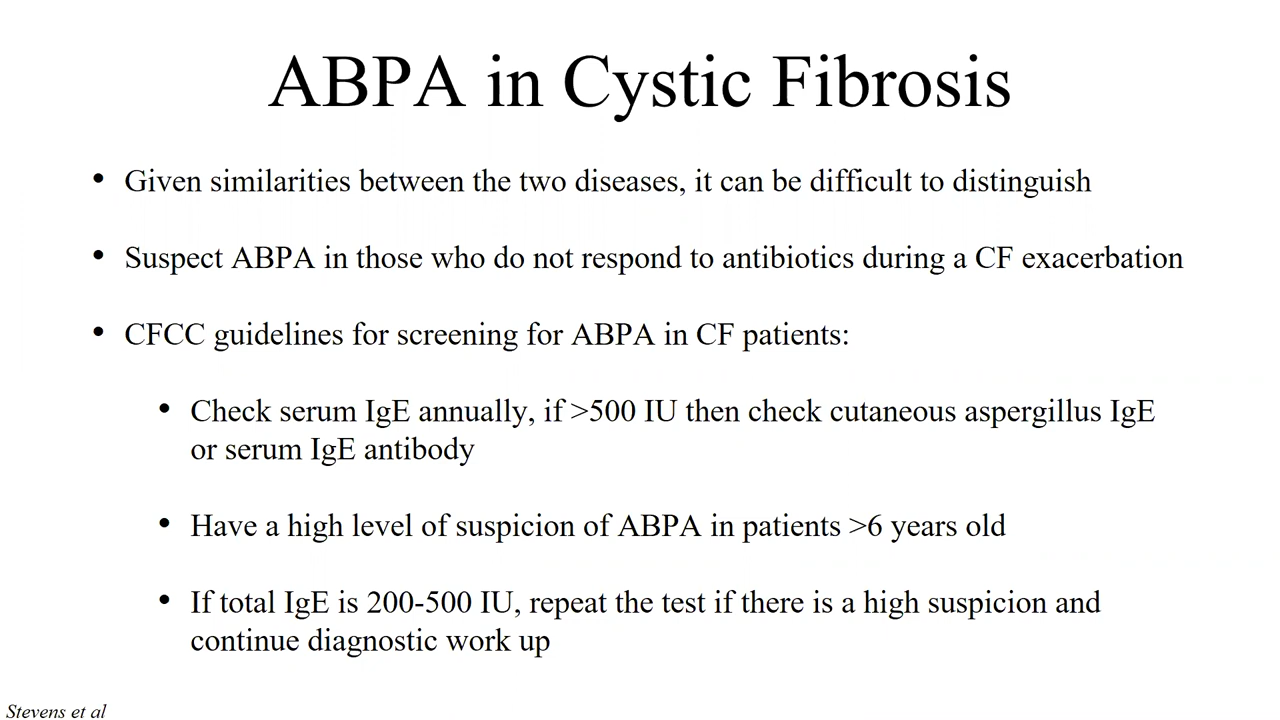 ABPA in Cystic Fibrosis
• Given similarities between the two diseases, it can be difficult to distinguish
• Suspect ABPA in those who do not respond to antibiotics during a CF exacerbation
• CFCC guidelines for screening for ABPA in CF patients:
• Check serum IgE annually, if >500 IU then check cutaneous aspergillus IgE
or serum IgE antibody
• Have a high level of suspicion of ABPA in patients >6 years old
• If total IgE is 200-500 IU, repeat the test if there is a high suspicion and
continue diagnostic work up
Stevens et al